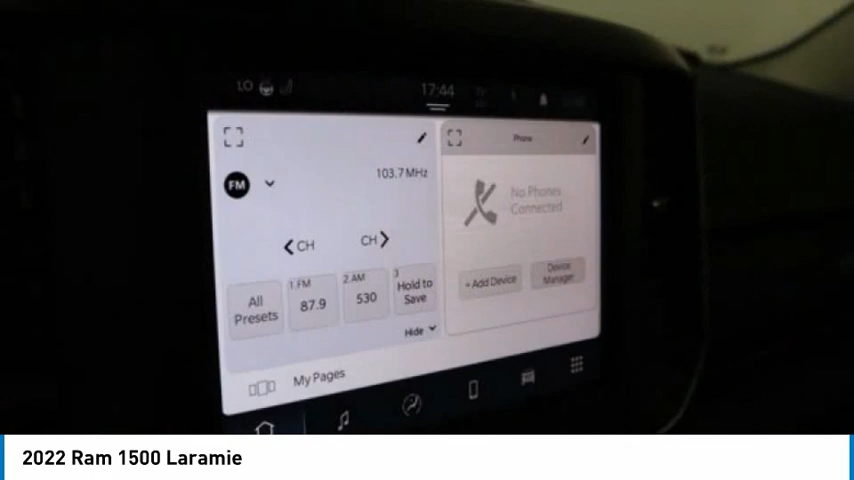 LO
17:44
Phone
103.7 MHz
FM
No Phones
Connected
CH
CH
1 FM
87.9
2 AM
530
3
Hold to
Save
All
Presets
+ Add Device
Device
Manager
Hide
My Pages
2022 Ram 1500 Laramie